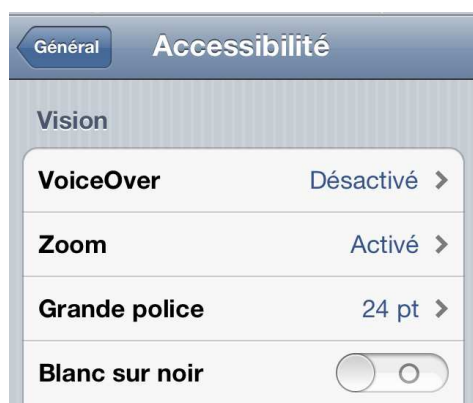 Général Accessibilité
Vision
VoiceOver Désactivé
Zoom Activé
Grande police 24 pt
Blanc sur noir